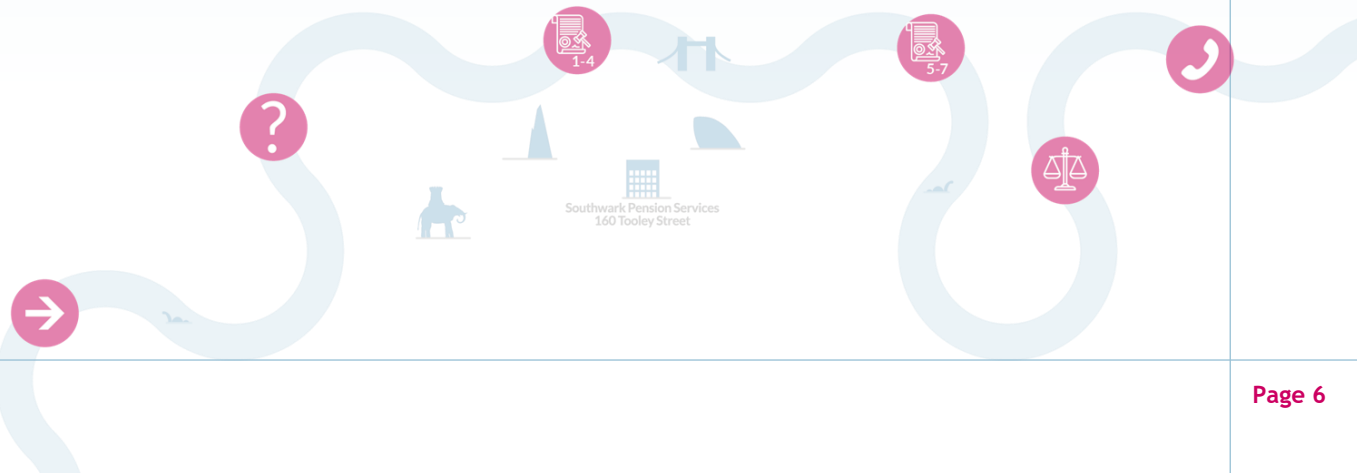 1-4
5-7
?
Southwark Pension Services
160 Tooley Street
Page 6